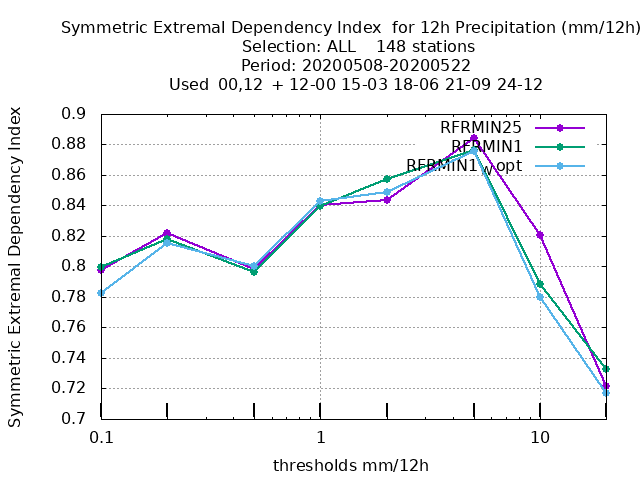 Symmetric Extremal Dependency Index  for 12h Precipitation (mm/12h)
Selection: ALL    148 stations
Period: 20200508-20200522
Used  00,12  + 12-00 15-03 18-06 21-09 24-12
Symmetric Extremal Dependency Index
0.9
0.88
0.86
0.84
0.82
0.8
0.78
0.76
0.74
0.72
0.7
RFRMIN25
RFRMIN1
RFRMIN1wopt
0.1
1
10
thresholds mm/12h